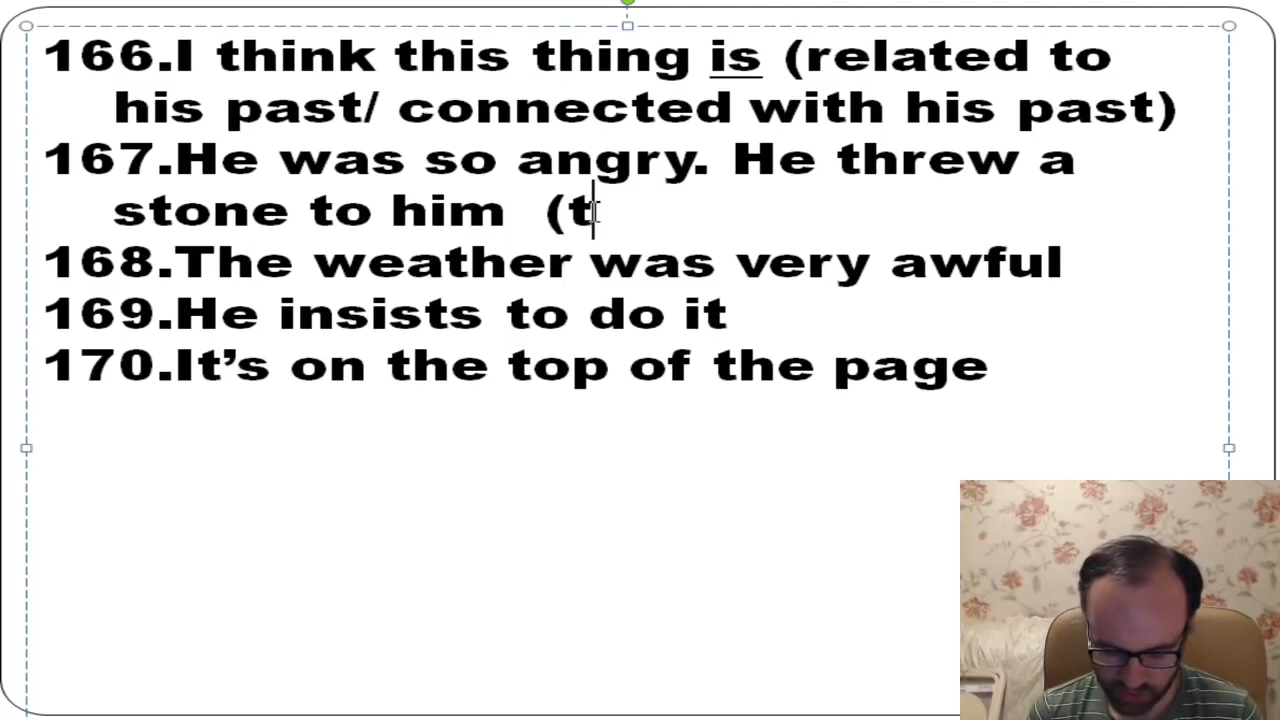 166.I think this thing is (related to
his past/ connected with his past)
167.He was so angry. He threw a
stone to him (t
168.The weather was very awful
169.He insists to do it
170.It’s on the top of the page